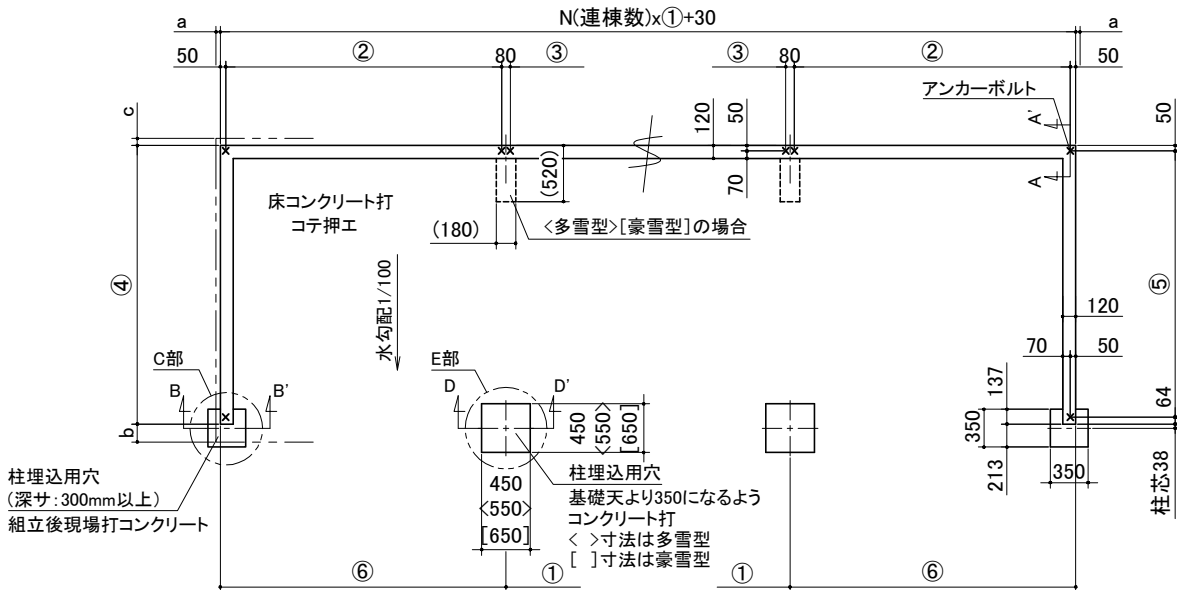 a
N(連棟数)x①+30
a
50
②
80
③
③
80
②
50
アンカーボルト
c
120
50
A'
50
(520)
70
A
床コンクリート打
コテ押エ
(180)
<多雪型>[豪雪型]の場合
④
⑤
水勾配1/100
120
70
50
C部
E部
B
B'
D
D'
137
64
b
450
<550>
[650]
350
213
350
柱芯38
柱埋込用穴
(深サ:300mm以上)
組立後現場打コンクリート
450
<550>
[650]
柱埋込用穴
基礎天より350になるよう
コンクリート打
< >寸法は多雪型
[ ]寸法は豪雪型
⑥
①
①
⑥